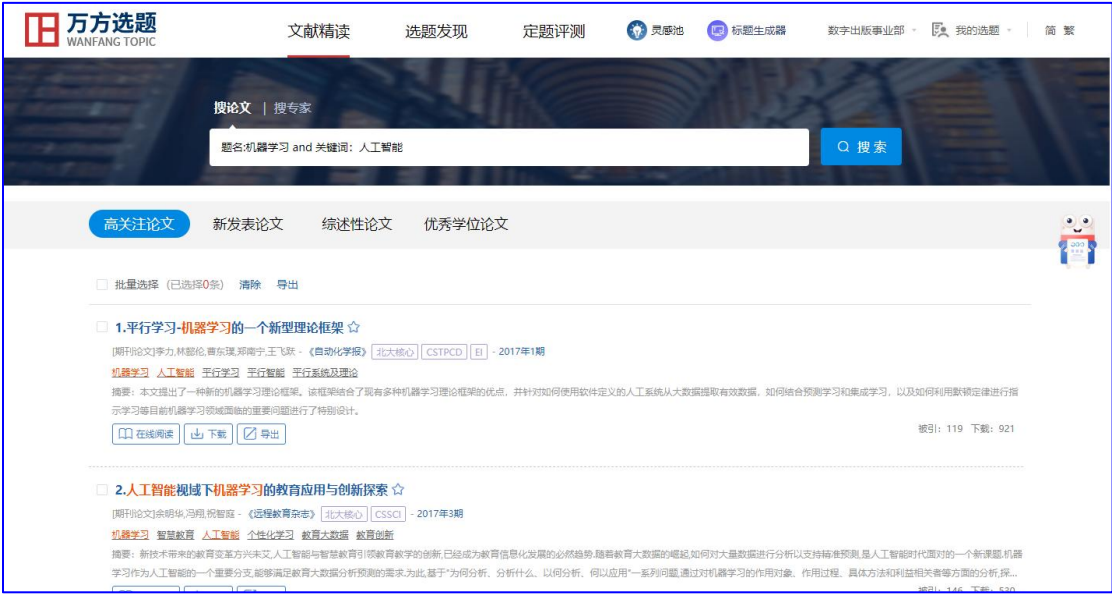 万方选题
WANFANG TOPIC
文献精读 选题发现 定题评测 灵感池 标题生成器 数字出版事业部 我的选题 简 繁
搜论文 | 搜专家
题名:机器学习 and 关键词：人工智能
搜索
高关注论文 新发表论文 综述性论文 优秀学位论文
批量选择 (已选择0条) 清除 导出
1.平行学习-机器学习的一个新型理论框架
[期刊论文]李力,林懿伦,曹东璞,郑南宁,王飞跃 - 《自动化学报》 北大核心 CSTPCD EI - 2017年1期
机器学习 人工智能 平行学习 平行智能 平行系统及理论
摘要：本文提出了一种新的机器学习理论框架。该框架结合了现有多种机器学习理论框架的优点，并针对如何使用软件定义的人工系统从大数据提取有效数据，如何结合预测学习和集成学习，以及如何利用默顿定律进行指
示学习等目前机器学习领域面临的重要问题进行了特别设计。
在线阅读 下载 导出
被引：119 下载：921
2.人工智能视域下机器学习的教育应用与创新探索
[期刊论文]余明华,冯翔,祝智庭 - 《远程教育杂志》 北大核心 CSSCI - 2017年3期
机器学习 智慧教育 人工智能 个性化学习 教育大数据 教育创新
摘要：新技术带来的教育变革方兴未艾,人工智能与智慧教育引领教育教学的创新,已经成为教育信息化发展的必然趋势.随着教育大数据的崛起,如何对大量数据进行分析以支持精准预测,是人工智能时代面对的一个新课题.机器
学习作为人工智能的一个重要分支,能够满足教育大数据分析预测的需求.为此,基于"为何分析、分析什么、以何分析、何以应用"一系列问题,通过对机器学习的作用对象、作用过程、具体方法和利益相关者等方面的分析,探...
被引：146 下载：530